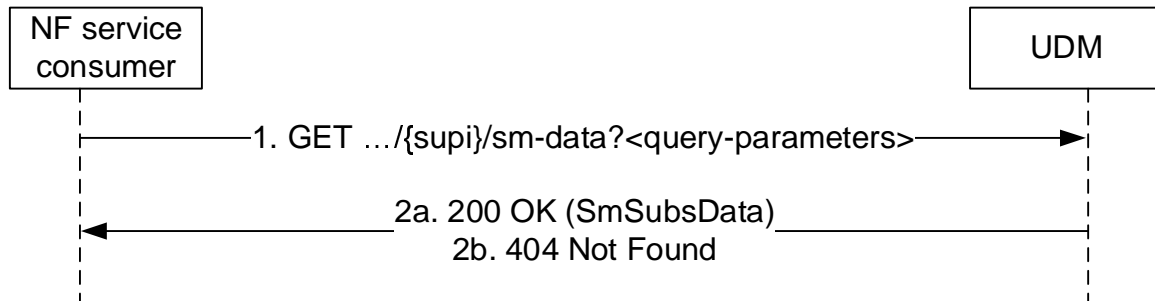 NF service
consumer
UDM
1. GET …/{supi}/sm-data?<query-parameters>
2a. 200 OK (SmSubsData)
2b. 404 Not Found